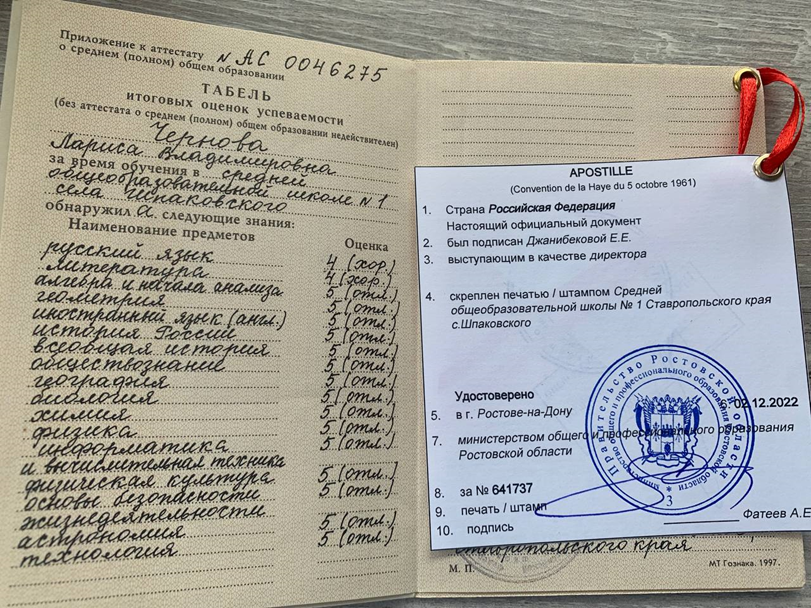 Приложение к аттестату N АС 0046275
о среднем (полном) общем образовании
ТАБЕЛЬ
итоговых оценок успеваемости
(без аттестата о среднем (полном) общем образовании недействителен)
Чернова
Лариса Владимировна
за время обучения в средней
общеобразовательной школе N 1
села Шпаковского
обнаружил а. следующие знания:
Наименование предметов Оценка
русский язык 4 (хор.)
литература 4 (хор.)
алгебра и начала анализа 5 (отл.)
геометрия 5 (отл.)
иностранный язык (англ.) 5 (отл.)
история России 5 (отл.)
всеобщая история 5 (отл.)
обществознание 5 (отл.)
география 5 (отл.)
биология 5 (отл.)
химия 5 (отл.)
физика 5 (отл.)
информатика
и вычислительная техника 5 (отл.)
физическая культура 5 (отл.)
основы безопасности
жизнедеятельности 5 (отл.)
астрономия 5 (отл.)
технология
APOSTILLE
(Convention de la Haye du 5 octobre 1961)
1. Страна Российская Федерация
Настоящий официальный документ
2. был подписан Джанибековой Е.Е.
3. выступающим в качестве директора
4. скреплен печатью / штампом Средней
общеобразовательной школы № 1 Ставропольского края
с.Шпаковского
Удостоверено
5. в г. Ростове-на-Дону 6. 02.12.2022
7. министерством общего и профессионального образования
Ростовской области
8. за № 641737
9. печать / штамп
10. подпись Фатеев А.Е
Правительство Ростовской области
3
Ставропольского края
М. П.
МТ Гознака. 1997.